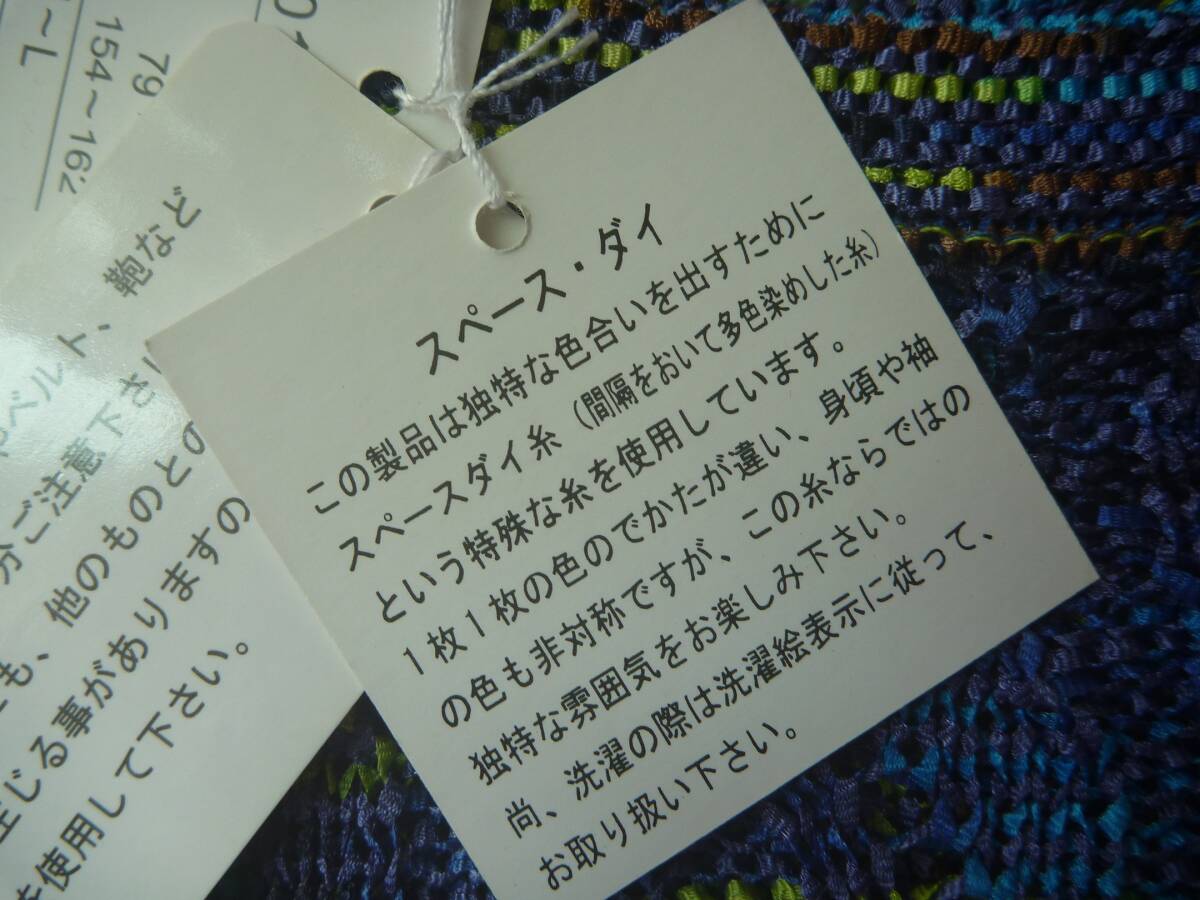 スペース・ダイ
この製品は独特な色合いを出すために
スペースダイ糸（間隔をおいて多色染めした糸）
という特殊な糸を使用しています。
1枚1枚の色のでかたが違い、身頃や袖
の色も非対称ですが、この糸ならではの
独特な雰囲気をお楽しみ下さい。
尚、洗濯の際は洗濯絵表示に従って、
お取り扱い下さい。
79
154～162
～L
ベルト、鞄など
ご注意下さい
も、他のものとの
じる事がありますの
使用して下さい。